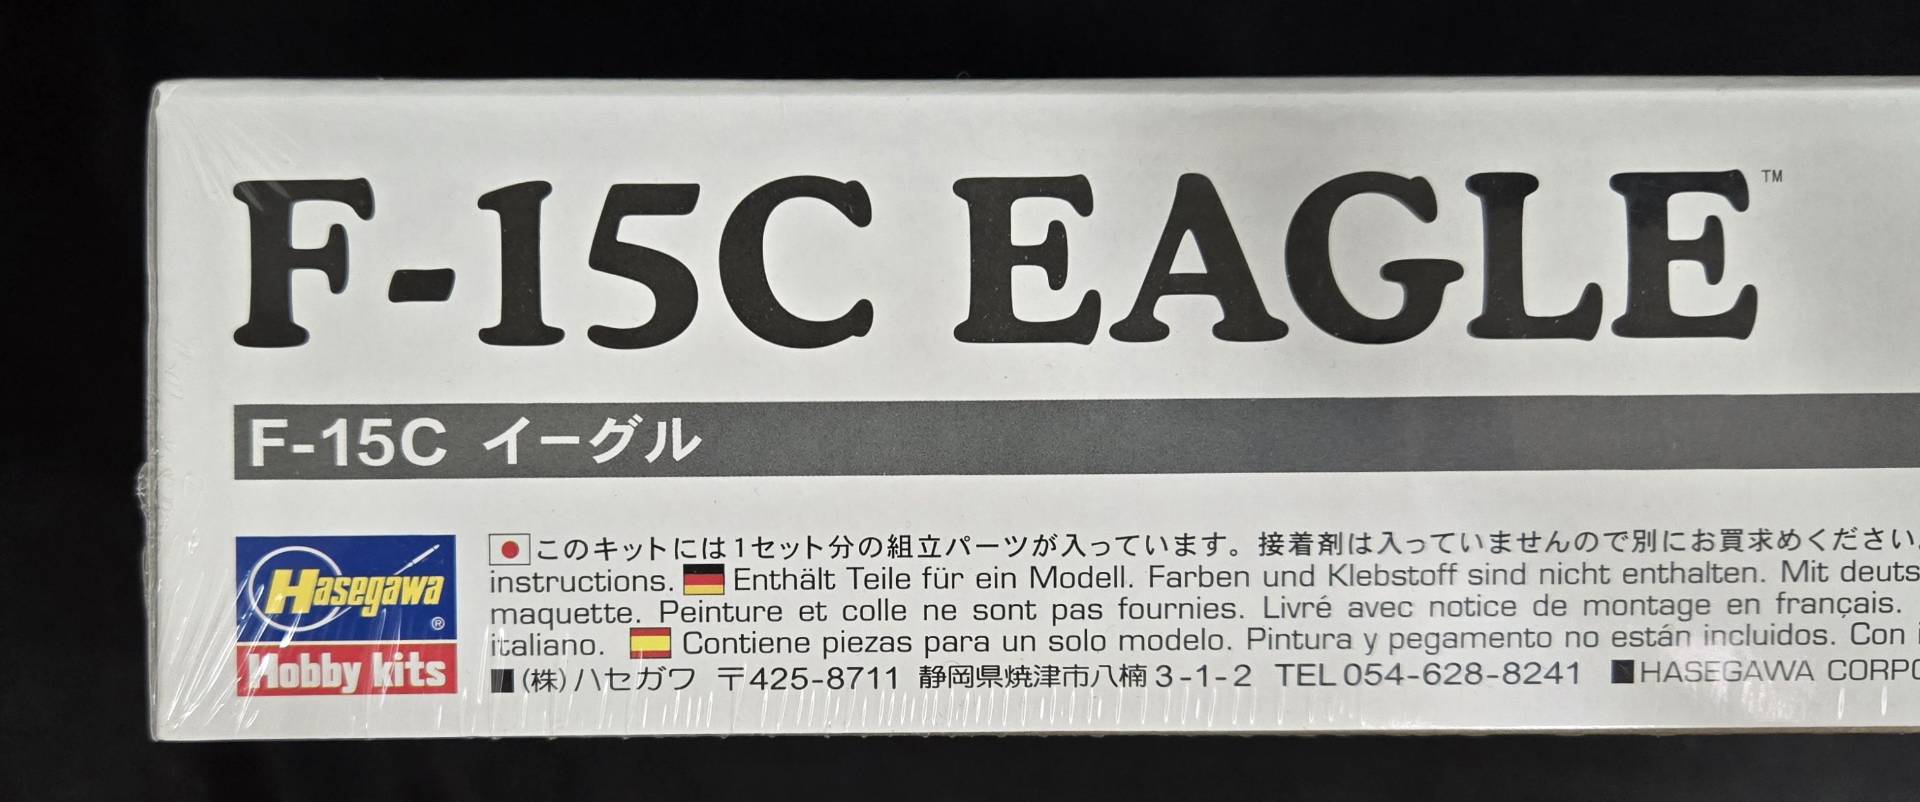 F-15C EAGLE™
F-15C イーグル
Hasegawa®
Hobby kits
このキットには1セット分の組立パーツが入っています。接着剤は入っていませんので別にお買求めください。
instructions. Enthält Teile für ein Modell. Farben und Klebstoff sind nicht enthalten. Mit deuts
maquette. Peinture et colle ne sont pas fournies. Livré avec notice de montage en français.
italiano. Contiene piezas para un solo modelo. Pintura y pegamento no están incluidos. Con i
■(株)ハセガワ 〒425-8711 静岡県焼津市八楠3-1-2 TEL054-628-8241 ■HASEGAWA CORPO